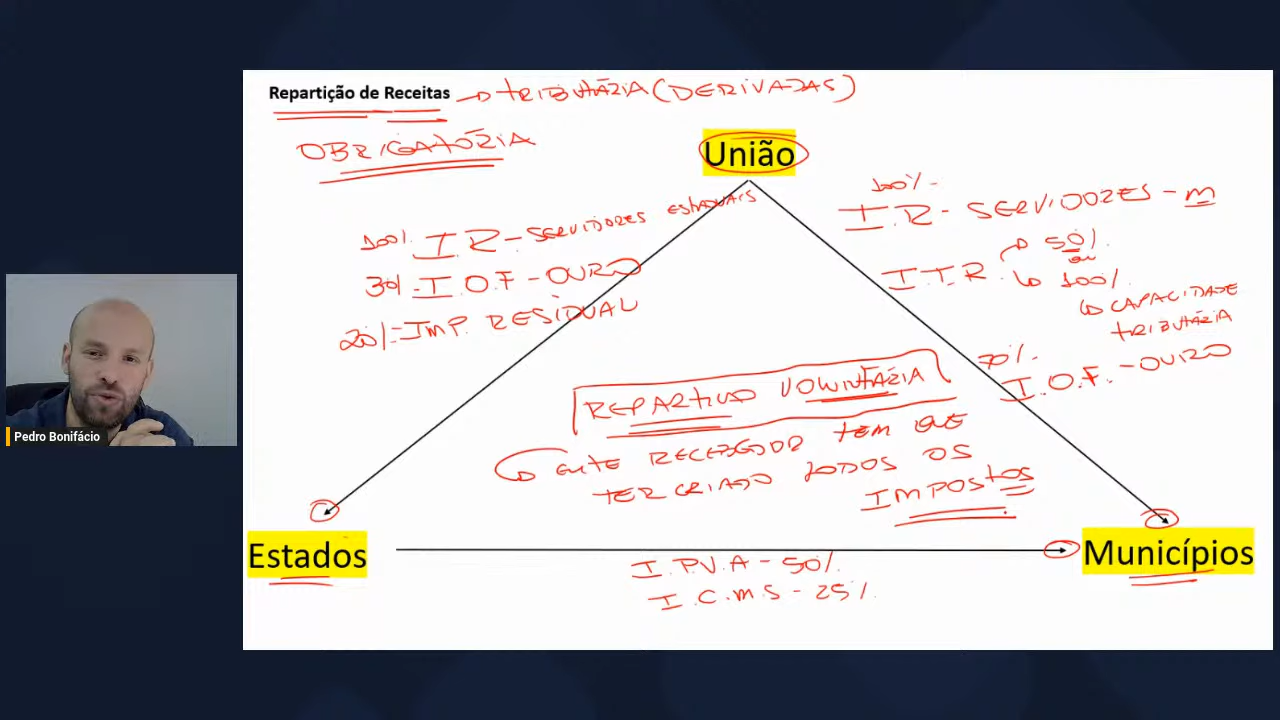 Repartição de Receitas → TRIBUTÁRIA (DERIVADAS)
OBRIGATÓRIA
União
100% I.R - SERVIDORES ESTADUAIS
30% I.O.F - OURO
20% = IMP. RESIDUAL
100%
I.R - SERVIDORES - M
I.T.R. → 50%
ou
↳ 100%
↳ CAPACIDADE
TRIBUTÁRIA
70%
I.O.F. - OURO
REPARTIÇÃO VOLUNTÁRIA
↳ ENTE RECEBEDOR TEM QUE
TER CRIADO TODOS OS
IMPOSTOS
Pedro Bonifácio
Estados
Municípios
I.P.V.A - 50%
I.C.M.S - 25%